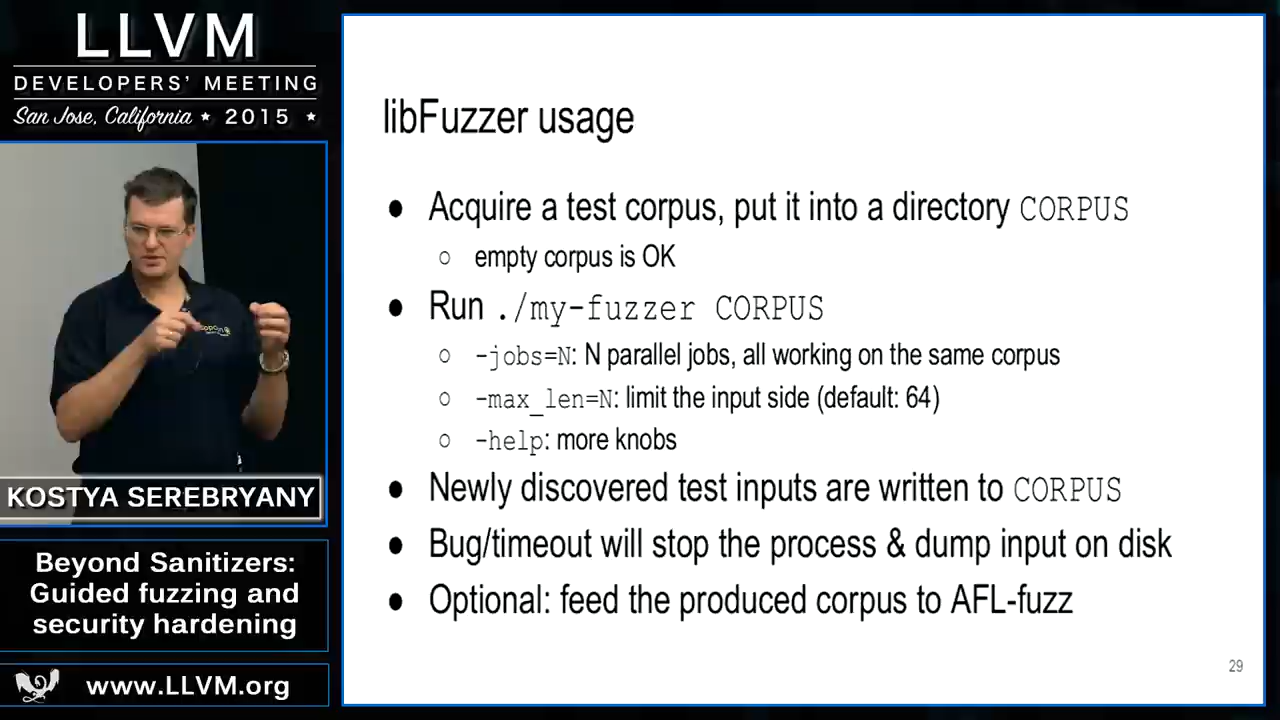 LLVM
DEVELOPERS' MEETING
San Jose, California ★ 2015 ★
KOSTYA SEREBRYANY
Beyond Sanitizers:
Guided fuzzing and
security hardening
www.LLVM.org
libFuzzer usage
● Acquire a test corpus, put it into a directory CORPUS
○ empty corpus is OK
● Run ./my-fuzzer CORPUS
○ -jobs=N: N parallel jobs, all working on the same corpus
○ -max_len=N: limit the input side (default: 64)
○ -help: more knobs
● Newly discovered test inputs are written to CORPUS
● Bug/timeout will stop the process & dump input on disk
● Optional: feed the produced corpus to AFL-fuzz
29